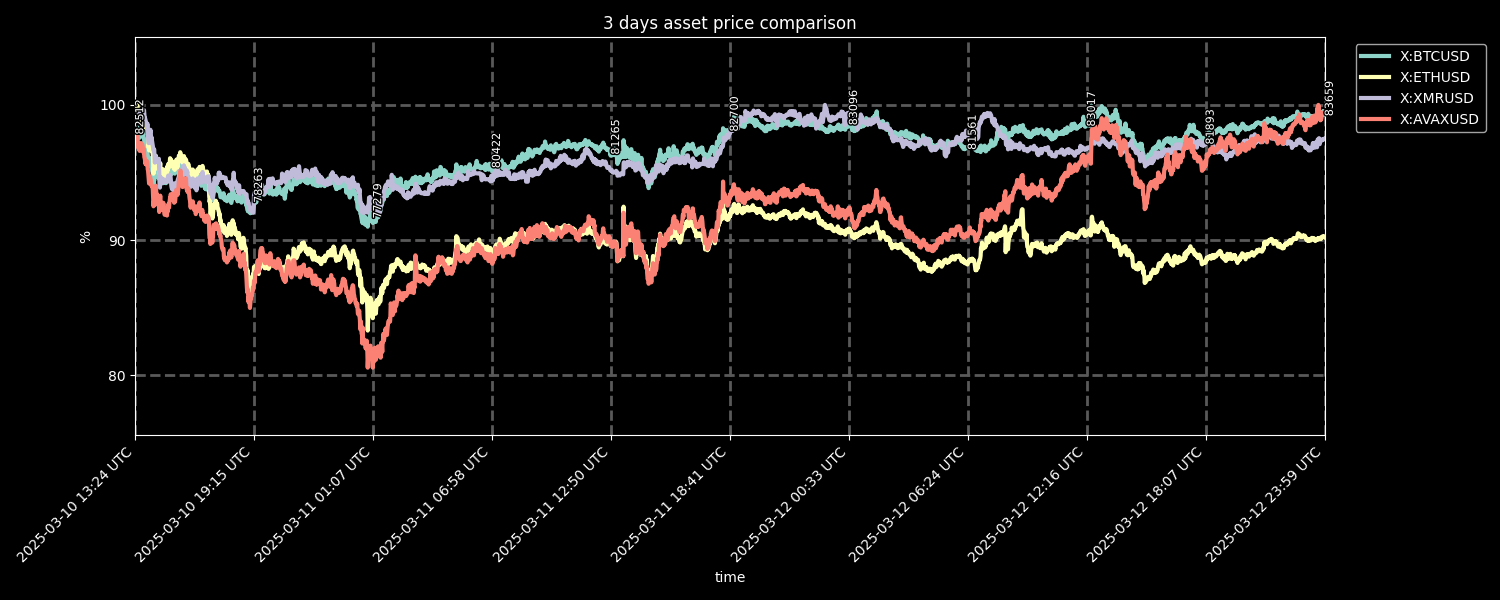 3 days asset price comparison
X:BTCUSD
X:ETHUSD
X:XMRUSD
X:AVAXUSD
%
100
90
80
78263
77279
80422
81265
82700
83096
81561
83017
81893
83659
2025-03-10 13:24 UTC
2025-03-10 19:15 UTC
2025-03-11 01:07 UTC
2025-03-11 06:58 UTC
2025-03-11 12:50 UTC
2025-03-11 18:41 UTC
2025-03-12 00:33 UTC
2025-03-12 06:24 UTC
2025-03-12 12:16 UTC
2025-03-12 18:07 UTC
2025-03-12 23:59 UTC
time